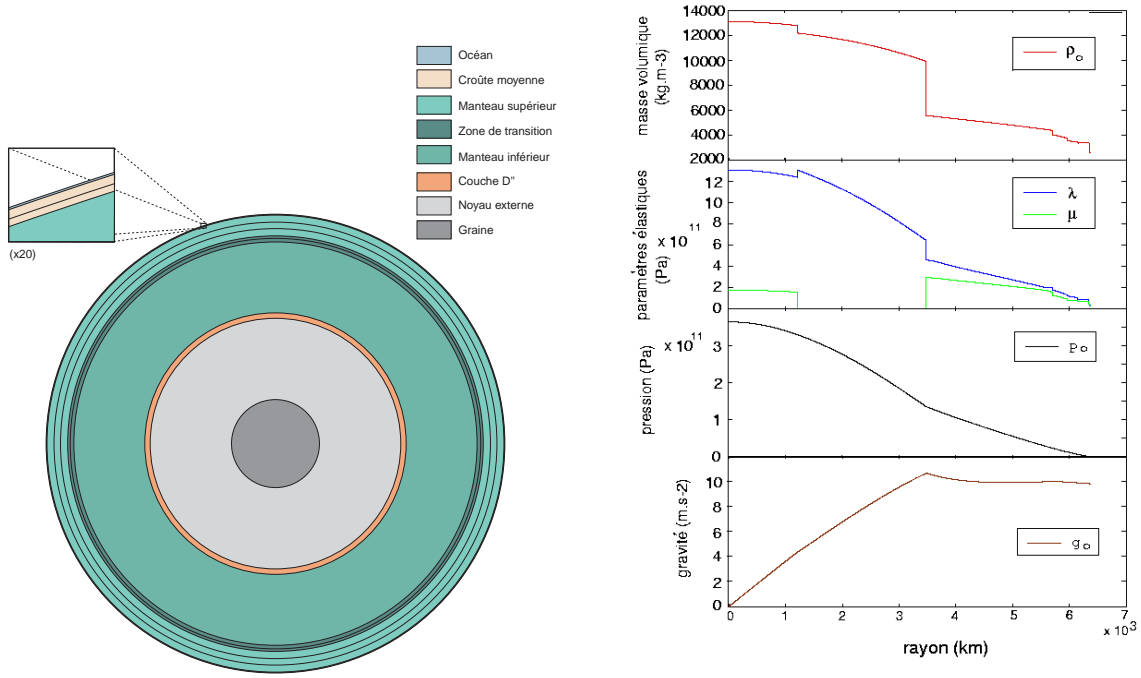 Océan
Croûte moyenne
Manteau supérieur
Zone de transition
Manteau inférieur
Couche D"
Noyau externe
Graine
(x20)
masse volumique
(kg.m-3)
14000
12000
10000
8000
6000
4000
2000
ρo
paramètres élastiques
(Pa)
x 10 11
12
10
8
6
4
2
0
λ
μ
pression (Pa)
x 10 11
3
2
1
0
Po
gravité (m.s-2)
10
8
6
4
2
0
go
0 1 2 3 4 5 6 7
x 10 3
rayon (km)